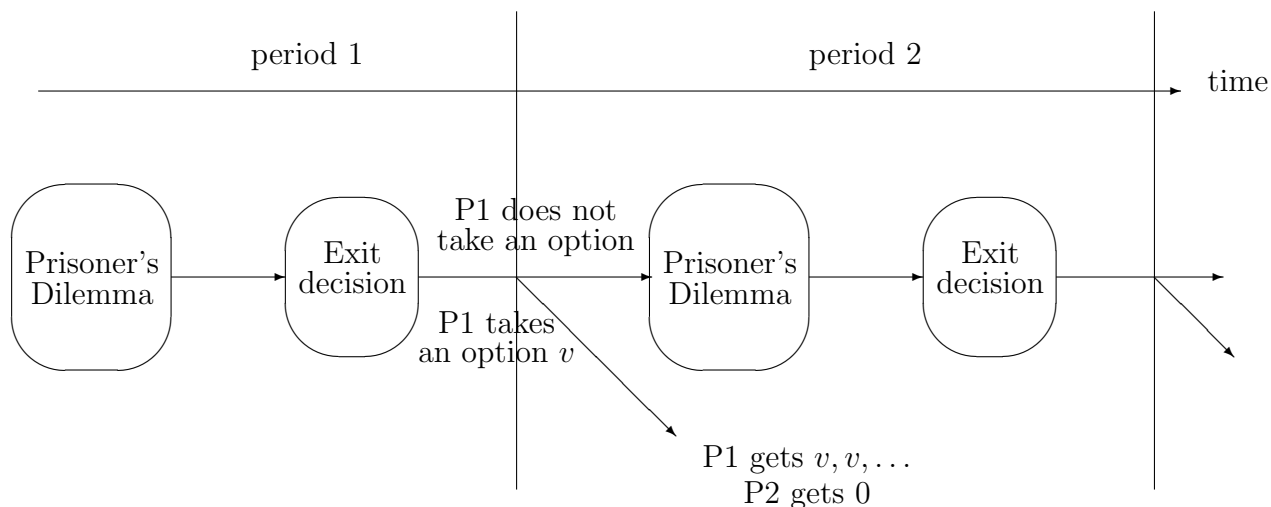 period 1
period 2
time
Prisoner's
Dilemma
Exit
decision
P1 does not
take an option
P1 takes
an option v
Prisoner's
Dilemma
Exit
decision
P1 gets v, v, . . .
P2 gets 0